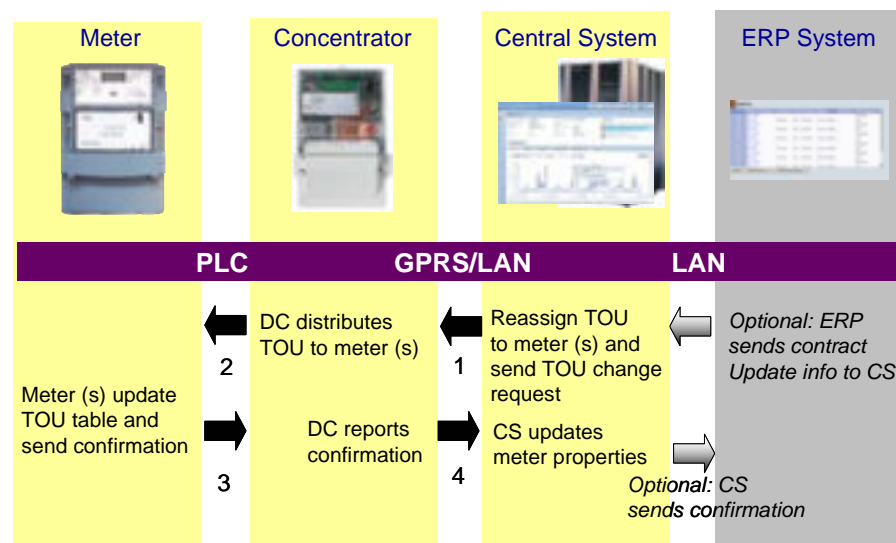 Meter
Concentrator
Central System
ERP System
PLC
GPRS/LAN
LAN
DC distributes
TOU to meter (s)
Reassign TOU
to meter (s) and
send TOU change
request
Optional: ERP
sends contract
Update info to CS
2
1
Meter (s) update
TOU table and
send confirmation
DC reports
confirmation
CS updates
meter properties
3
4
Optional: CS
sends confirmation